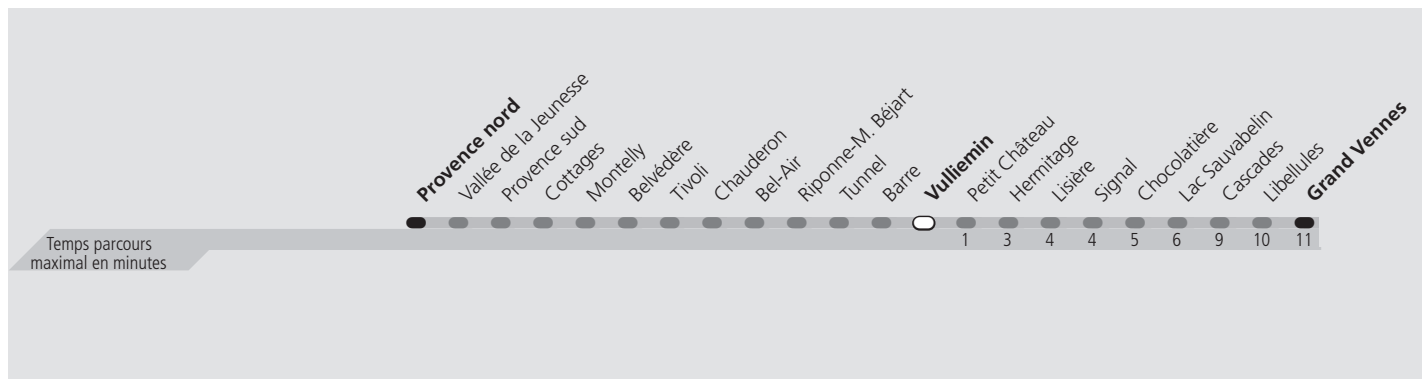 Provence nord
Vallée de la Jeunesse
Provence sud
Cottages
Montelly
Belvédère
Tivoli
Chauderon
Bel-Air
Riponne-M. Béjart
Tunnel
Barre
Vulliemin
Petit Château
Hermitage
Lisière
Signal
Chocolatière
Lac Sauvabelin
Cascades
Libellules
Grand Vennes
1 3 4 4 5 6 9 10 11
Temps parcours
maximal en minutes